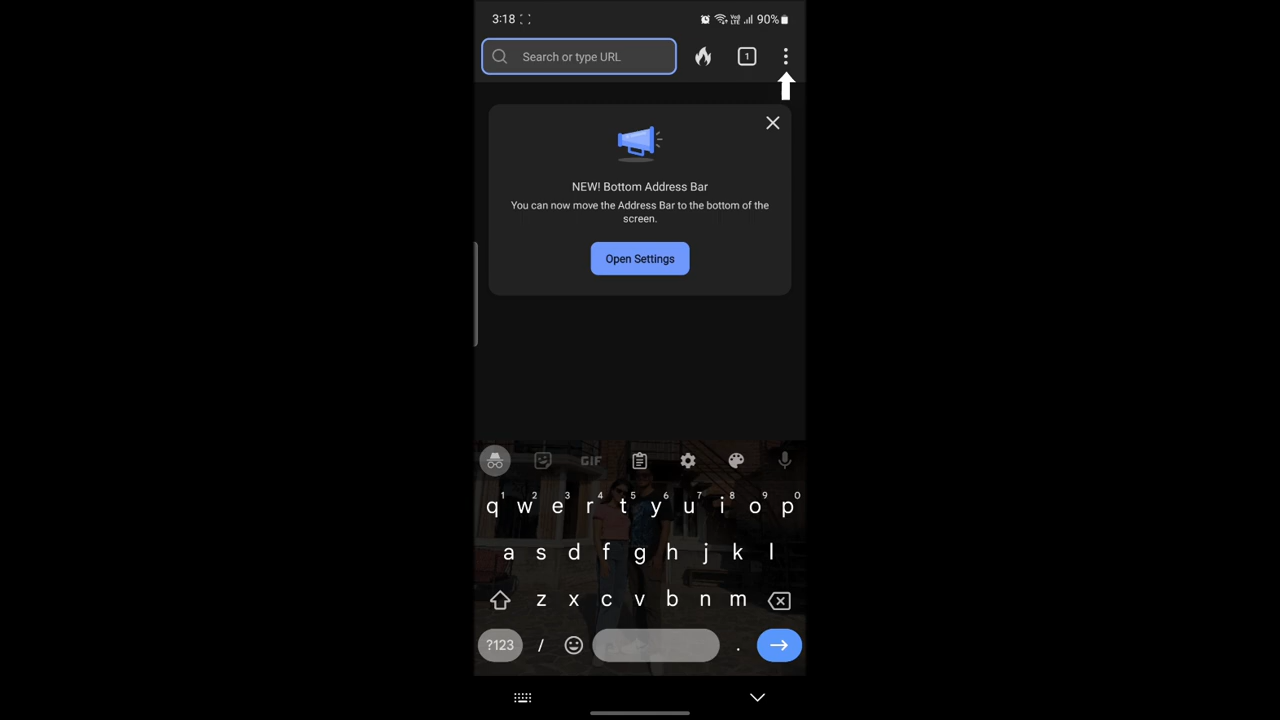 3:18 90%
Search or type URL 1
NEW! Bottom Address Bar
You can now move the Address Bar to the bottom of the
screen.
Open Settings
GIF
1 2 3 4 5 6 7 8 9 0
q w e r t y u i o p
a s d f g h j k l
z x c v b n m
?123 / .